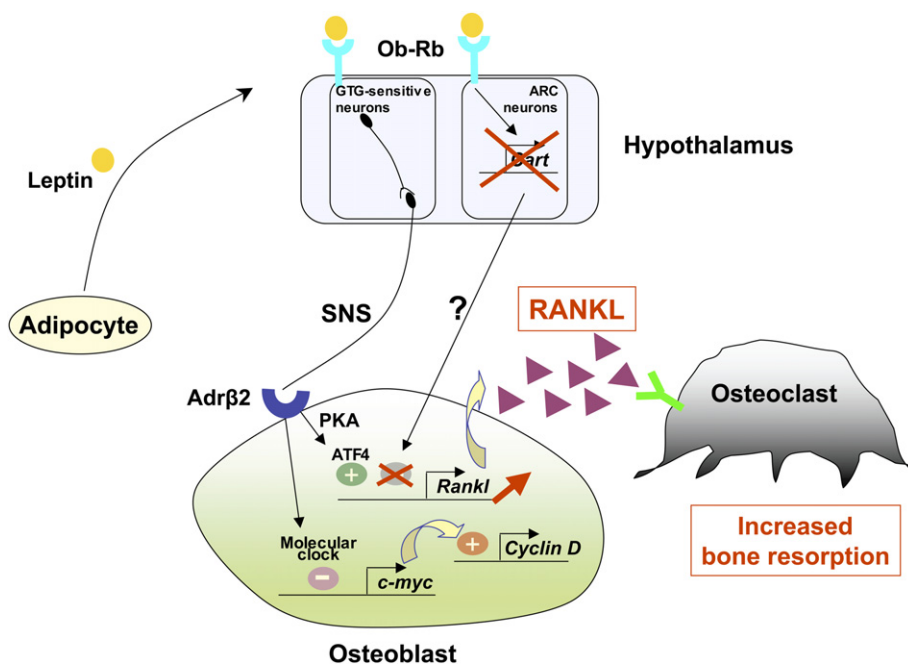 Ob-Rb
GTG-sensitive
neurons
ARC
neurons
Cart
Hypothalamus
Leptin
Adipocyte
SNS
?
RANKL
Osteoclast
Adrβ2
PKA
ATF4
+
Rankl
Increased
bone resorption
Molecular
clock
−
c-myc
+
Cyclin D
Osteoblast